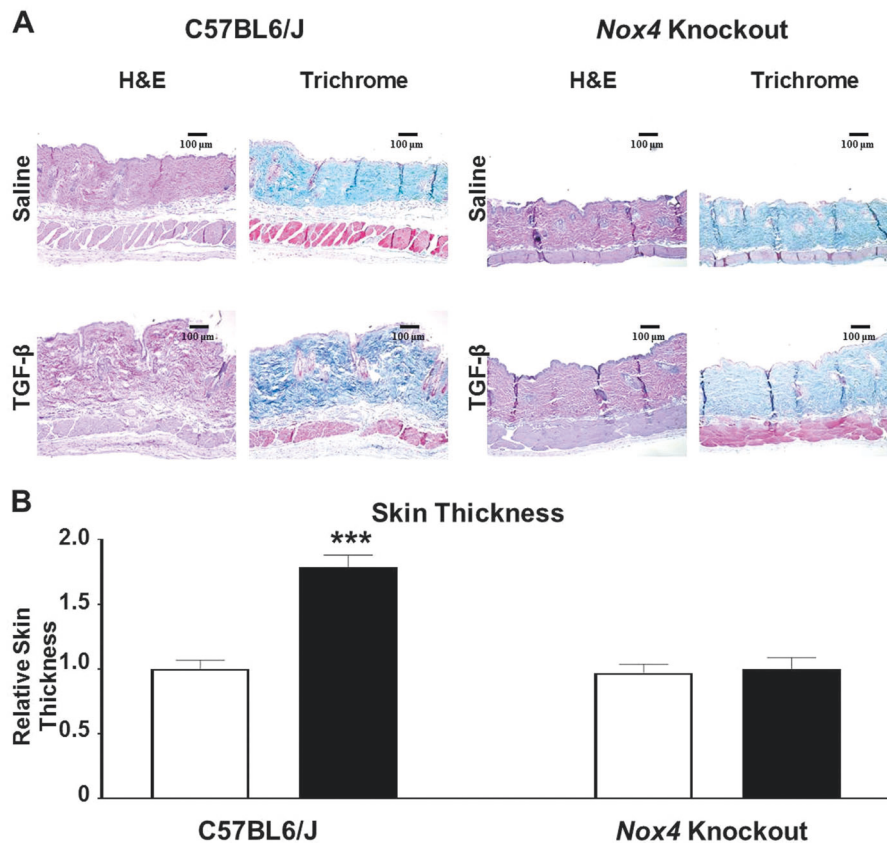 A
C57BL6/J
Nox4 Knockout
H&E
Trichrome
H&E
Trichrome
Saline
100 µm
100 µm
Saline
100 µm
100 µm
TGF-β
100 µm
100 µm
TGF-β
100 µm
100 µm
B
Skin Thickness
Relative Skin
Thickness
2.0
1.5
1.0
0.5
0
***
C57BL6/J
Nox4 Knockout